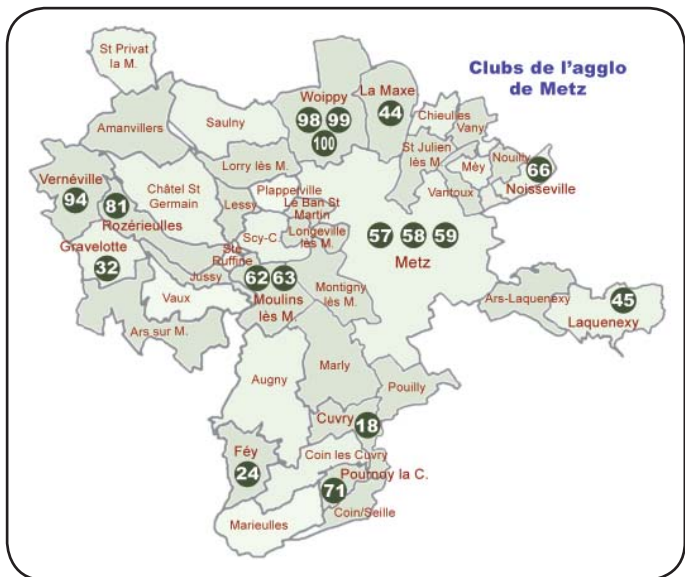 Clubs de l'agglo
de Metz
St Privat
la M.
Amanvillers
Saulny
Woippy
98 99
100
La Maxe
44
Chieulles
Vany
St Julien
lès M.
Mèy
Nouilly
66
Noisseville
Vantoux
Lorry lès M.
Vernéville
94
81
Rozérieulles
Châtel St
Germain
Lessy
Plappelville
Le Ban St
Martin
Scy-C.
Longeville
lès M.
57 58 59
Metz
Gravelotte
32
Ste
Ruffine
Jussy
62 63
Moulins
lès M.
Montigny
lès M.
Vaux
Ars sur M.
Ars-Laquenexy
45
Laquenexy
Augny
Marly
Pouilly
Cuvry
18
Féy
24
Coin les Cuvry
Pournoy la C.
71
Coin/Seille
Marieulles